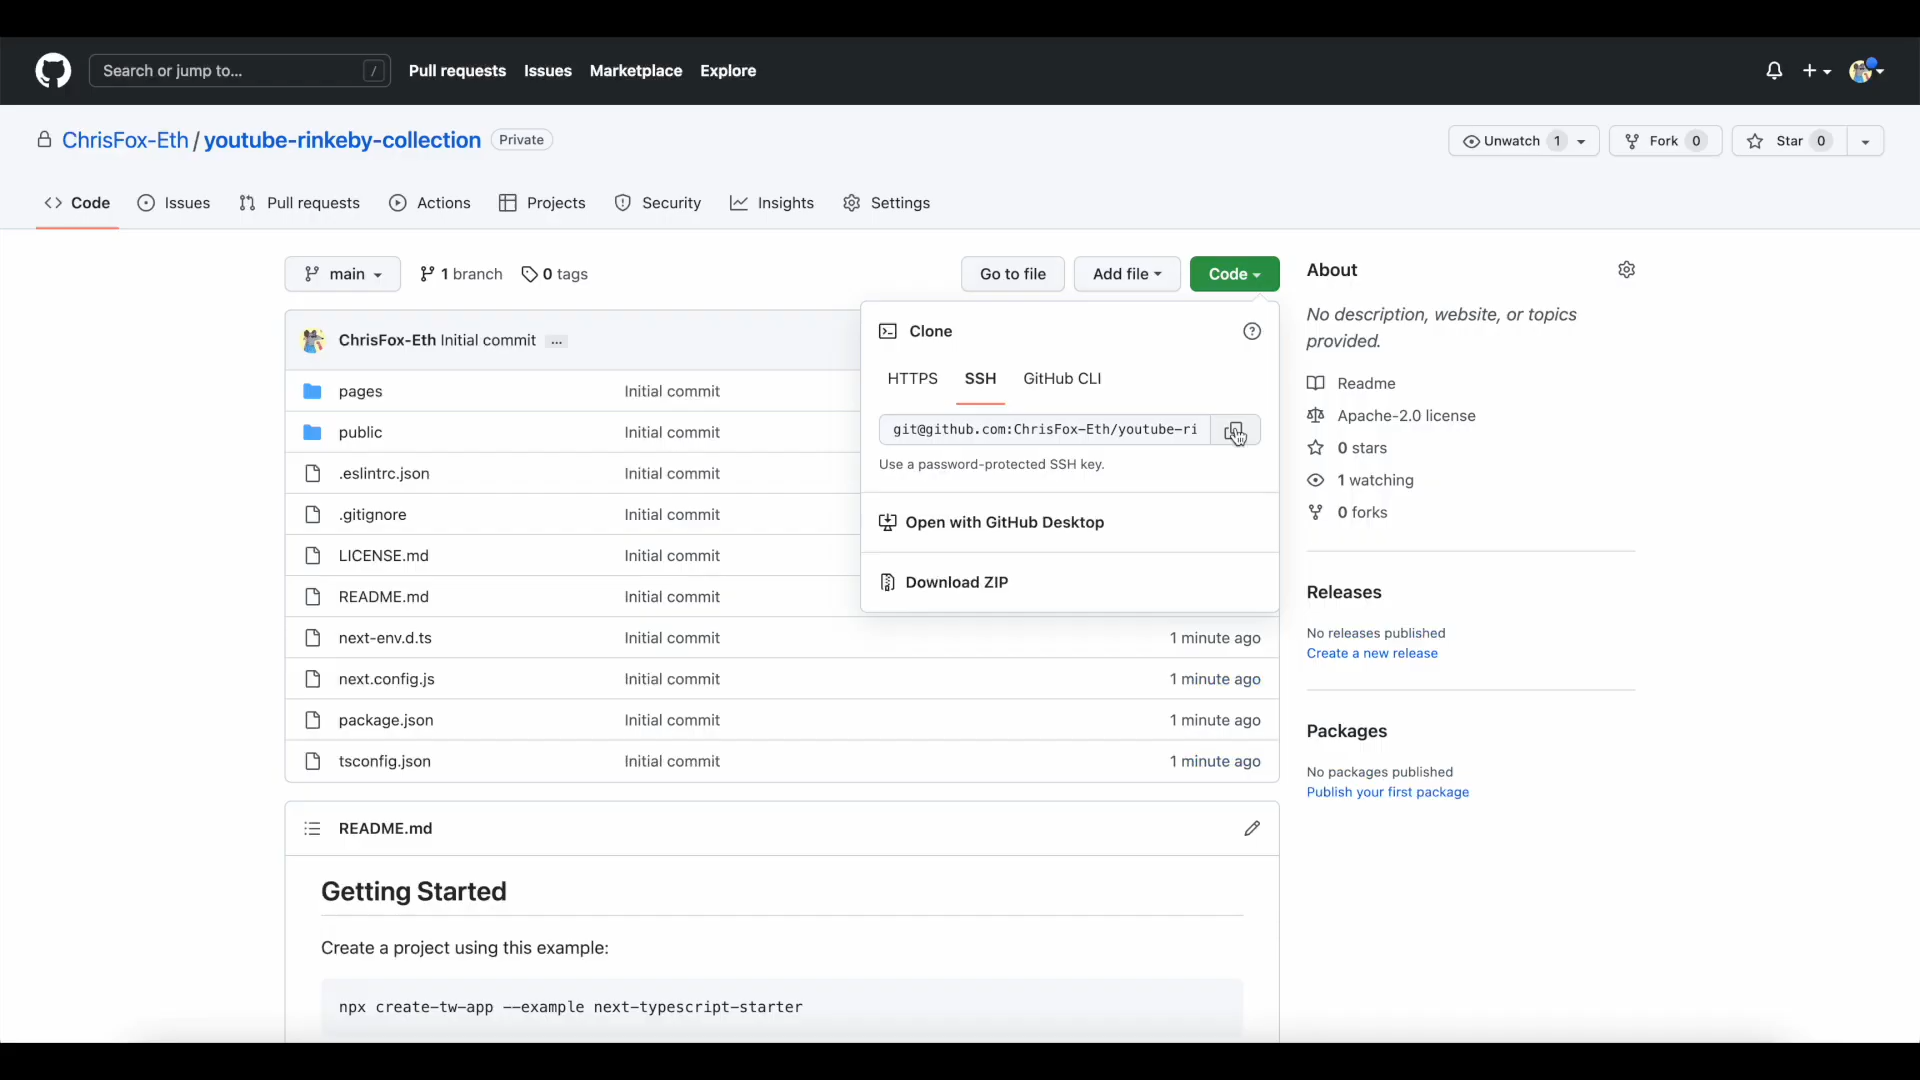 Search or jump to... /
Pull requests Issues Marketplace Explore
ChrisFox-Eth / youtube-rinkeby-collection Private
Unwatch 1 Fork 0 Star 0
Code Issues Pull requests Actions Projects Security Insights Settings
main 1 branch 0 tags Go to file Add file Code
ChrisFox-Eth Initial commit ...
pages Initial commit
public Initial commit
.eslintrc.json Initial commit
.gitignore Initial commit
LICENSE.md Initial commit
README.md Initial commit
next-env.d.ts Initial commit 1 minute ago
next.config.js Initial commit 1 minute ago
package.json Initial commit 1 minute ago
tsconfig.json Initial commit 1 minute ago
Clone
HTTPS SSH GitHub CLI
git@github.com:ChrisFox-Eth/youtube-ri
Use a password-protected SSH key.
Open with GitHub Desktop
Download ZIP
About
No description, website, or topics
provided.
Readme
Apache-2.0 license
0 stars
1 watching
0 forks
Releases
No releases published
Create a new release
Packages
No packages published
Publish your first package
README.md
Getting Started
Create a project using this example:
npx create-tw-app --example next-typescript-starter